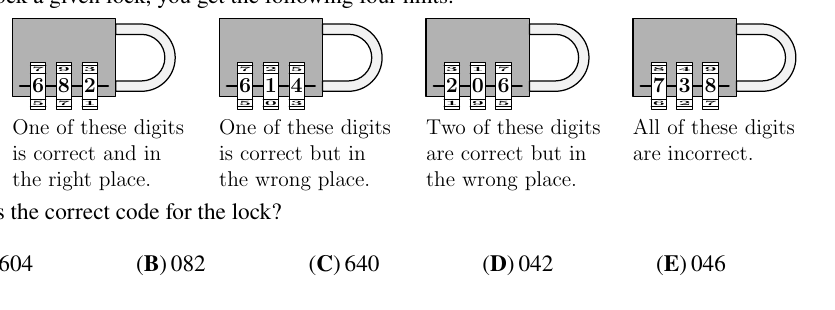 a given lock, you get the following four hints:
6 8 2
6 1 4
2 0 6
7 3 8
One of these digits is correct and in the right place.
One of these digits is correct but in the wrong place.
Two of these digits are correct but in the wrong place.
All of these digits are incorrect.
the correct code for the lock?
604 (B) 082 (C) 640 (D) 042 (E) 046